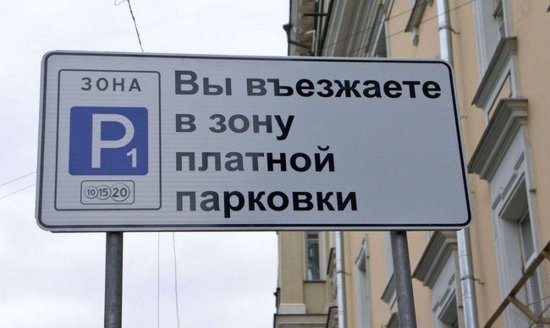 ЗОНА
P1
10 15 20
Вы въезжаете
в зону
платной
парковки